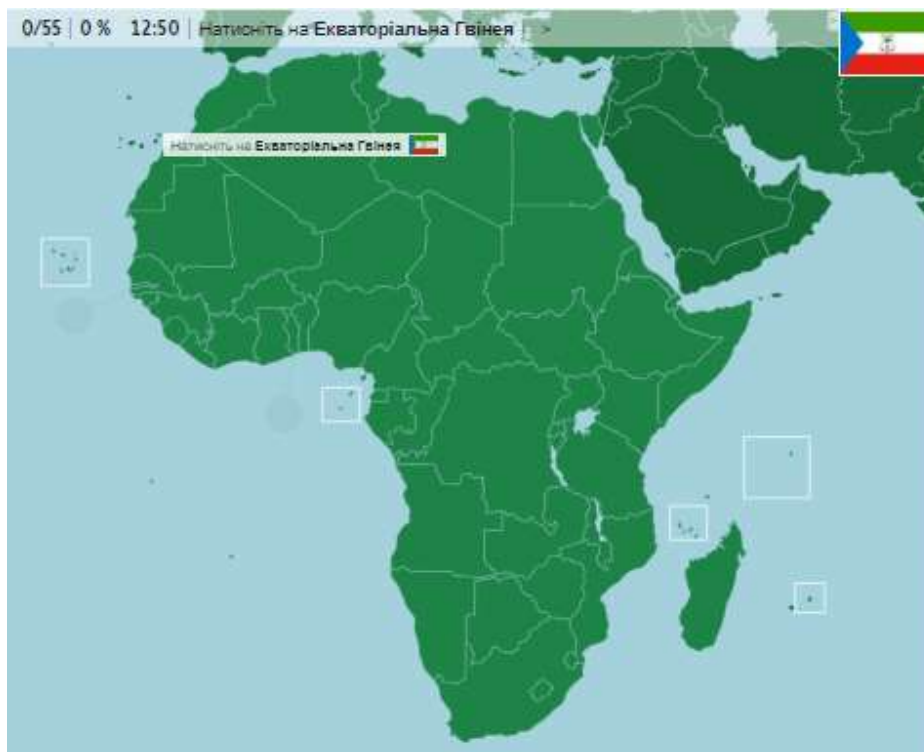 0/55 | 0 % 12:50 | Натисніть на Екваторіальна Гвінея
Натисніть на Екваторіальна Гвінея